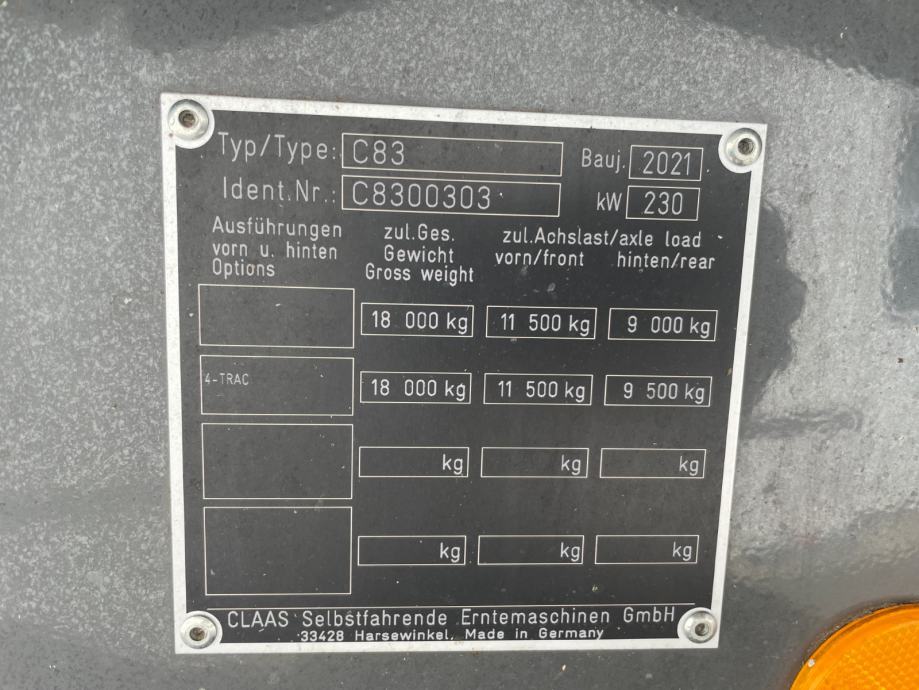 Typ/Type: C83 Bauj. 2021
Ident.Nr.: C8300303 kW 230
Ausführungen vorn u. hinten Options
zul.Ges. Gewicht Gross weight
zul.Achslast/axle load
vorn/front hinten/rear
18 000 kg 11 500 kg 9 000 kg
4-TRAC 18 000 kg 11 500 kg 9 500 kg
kg kg kg
kg kg kg
CLAAS Selbstfahrende Erntemaschinen GmbH
33428 Harsewinkel, Made in Germany